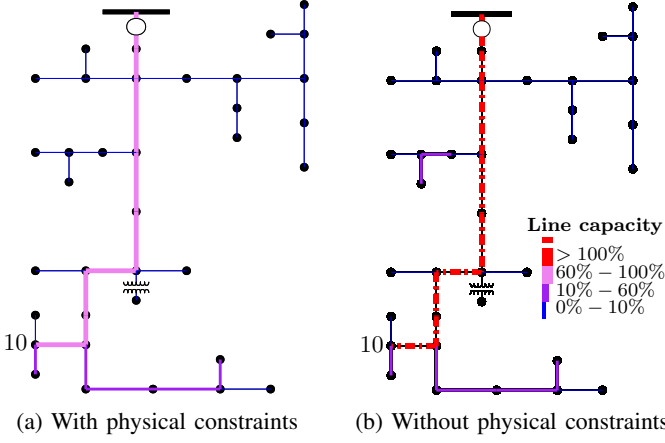 Line capacity
> 100%
60% − 100%
10% − 60%
0% − 10%
10
10
(a) With physical constraints
(b) Without physical constraints